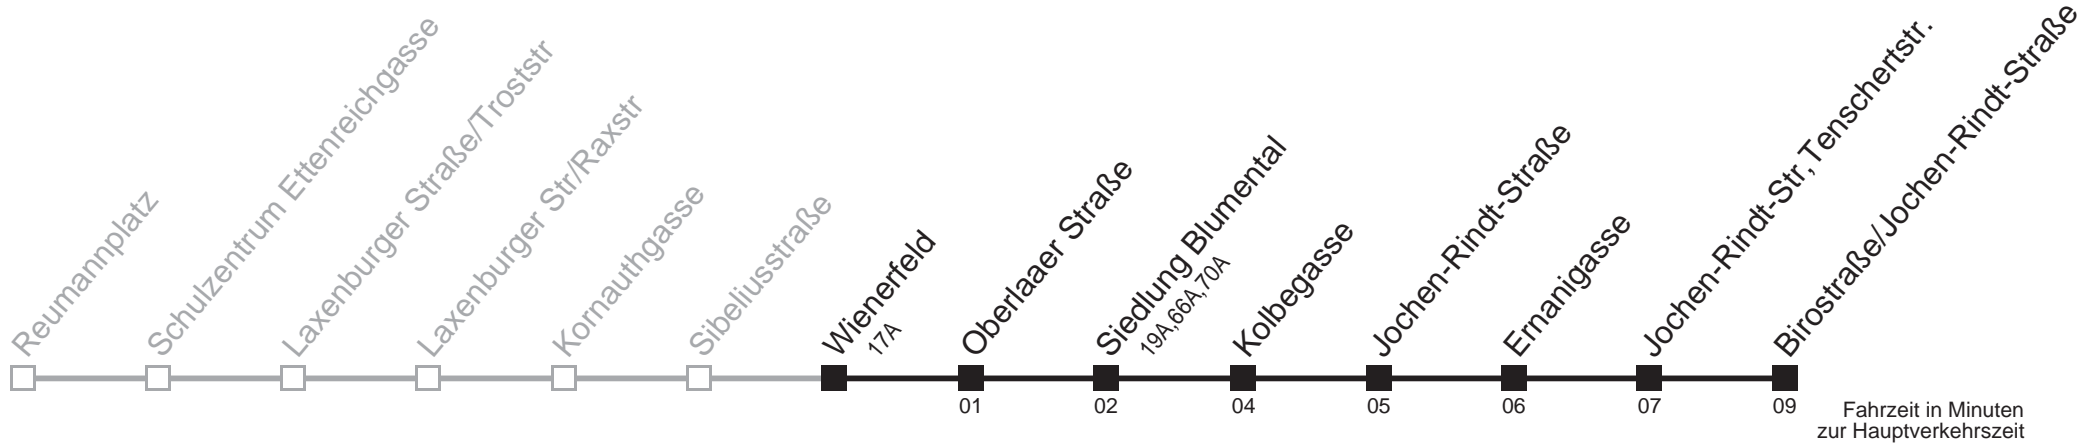 Reumannplatz
Schulzentrum Ettenreichgasse
Laxenburger Straße/Troststr
Laxenburger Str/Raxstr
Kornauthgasse
Sibeliusstraße
Wienerfeld
17A
Oberlaaer Straße
Siedlung Blumental
19A,66A,70A
Kolbegasse
Jochen-Rindt-Straße
Ernanigasse
Jochen-Rindt-Str,Tenschertstr.
Birostraße/Jochen-Rindt-Straße
01 02 04 05 06 07 09
Fahrzeit in Minuten
zur Hauptverkehrszeit